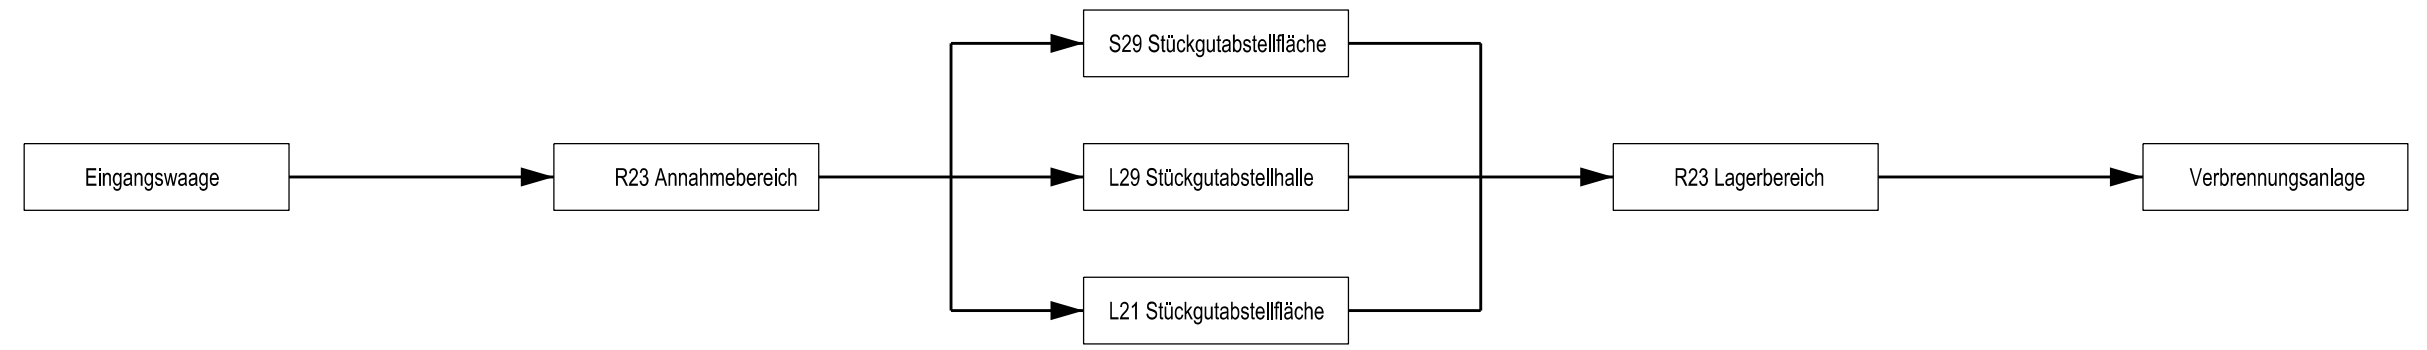 Eingangswaage
R23 Annahmebereich
S29 Stückgutabstellfläche
L29 Stückgutabstellhalle
L21 Stückgutabstellfläche
R23 Lagerbereich
Verbrennungsanlage